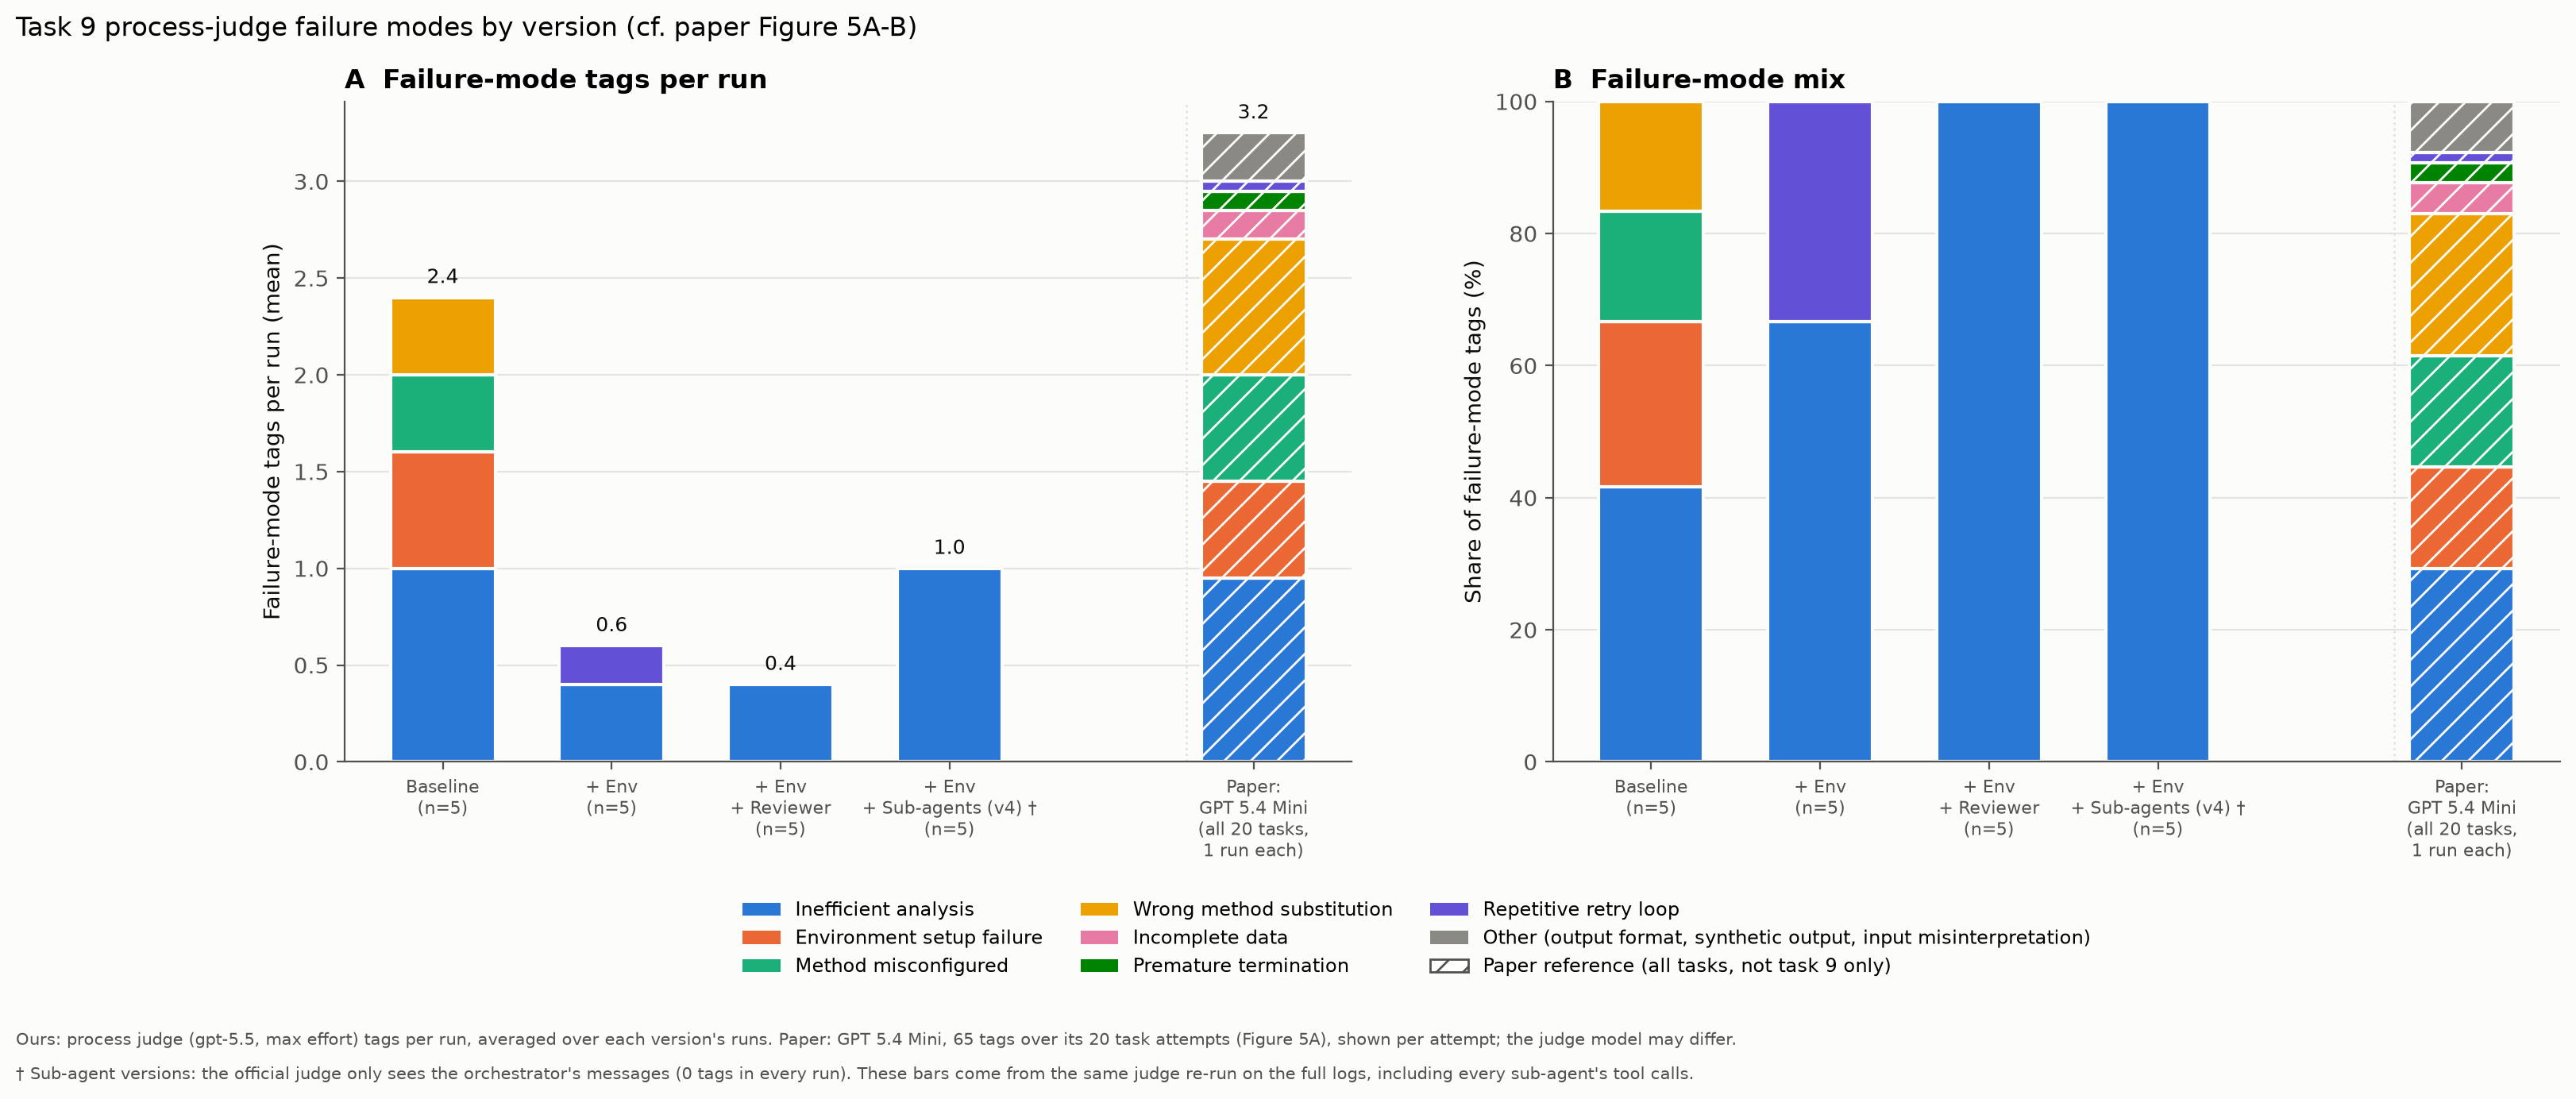 Task 9 process-judge failure modes by version (cf. paper Figure 5A-B)
A Failure-mode tags per run
Failure-mode tags per run (mean)
3.0
2.5
2.0
1.5
1.0
0.5
0.0
2.4
0.6
0.4
1.0
3.2
Baseline
(n=5)
+ Env
(n=5)
+ Env
+ Reviewer
(n=5)
+ Env
+ Sub-agents (v4) †
(n=5)
Paper:
GPT 5.4 Mini
(all 20 tasks,
1 run each)
B Failure-mode mix
Share of failure-mode tags (%)
100
80
60
40
20
0
Baseline
(n=5)
+ Env
(n=5)
+ Env
+ Reviewer
(n=5)
+ Env
+ Sub-agents (v4) †
(n=5)
Paper:
GPT 5.4 Mini
(all 20 tasks,
1 run each)
Inefficient analysis
Environment setup failure
Method misconfigured
Wrong method substitution
Incomplete data
Premature termination
Repetitive retry loop
Other (output format, synthetic output, input misinterpretation)
Paper reference (all tasks, not task 9 only)
Ours: process judge (gpt-5.5, max effort) tags per run, averaged over each version's runs. Paper: GPT 5.4 Mini, 65 tags over its 20 task attempts (Figure 5A), shown per attempt; the judge model may differ.
† Sub-agent versions: the official judge only sees the orchestrator's messages (0 tags in every run). These bars come from the same judge re-run on the full logs, including every sub-agent's tool calls.